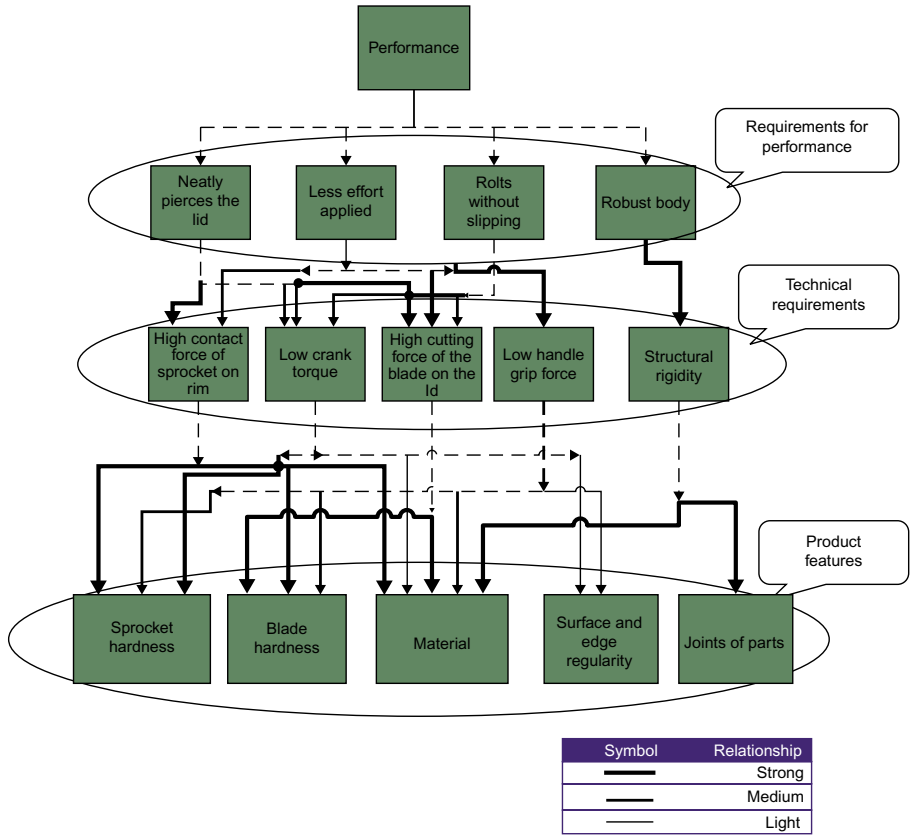 Performance
Requirements for
performance
Neatly
pierces the
lid
Less effort
applied
Rolts
without
slipping
Robust body
Technical
requirements
High contact
force of
sprocket on
rim
Low crank
torque
High cutting
force of the
blade on the
ld
Low handle
grip force
Structural
rigidity
Product
features
Sprocket
hardness
Blade
hardness
Material
Surface and
edge
regularity
Joints of parts
Symbol Relationship
Strong
Medium
Light